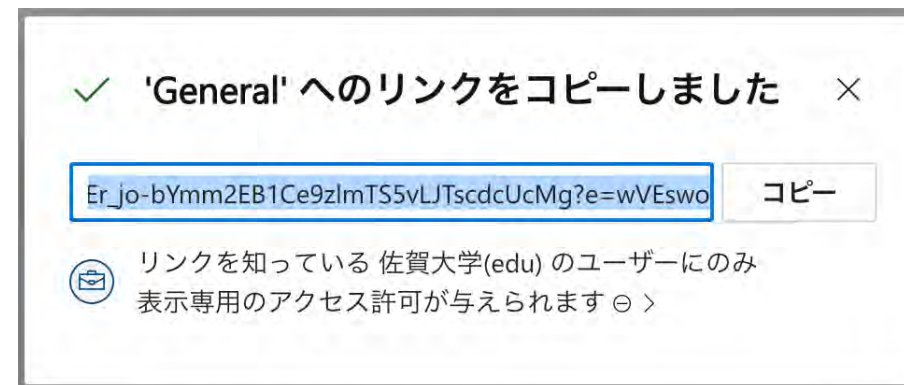 'General' へのリンクをコピーしました
Er_jo-bYmm2EB1Ce9zlmTS5vLJTscdcUcMg?e=wVEswo
コピー
リンクを知っている 佐賀大学(edu) のユーザーにのみ
表示専用のアクセス許可が与えられます